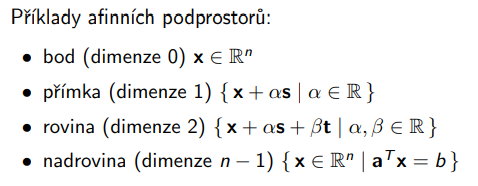 Příklady afinních podprostorů:
• bod (dimenze 0) x ∈ ℝⁿ
• přímka (dimenze 1) { x + αs | α ∈ ℝ }
• rovina (dimenze 2) { x + αs + βt | α, β ∈ ℝ }
• nadrovina (dimenze n − 1) { x ∈ ℝⁿ | aᵀx = b }